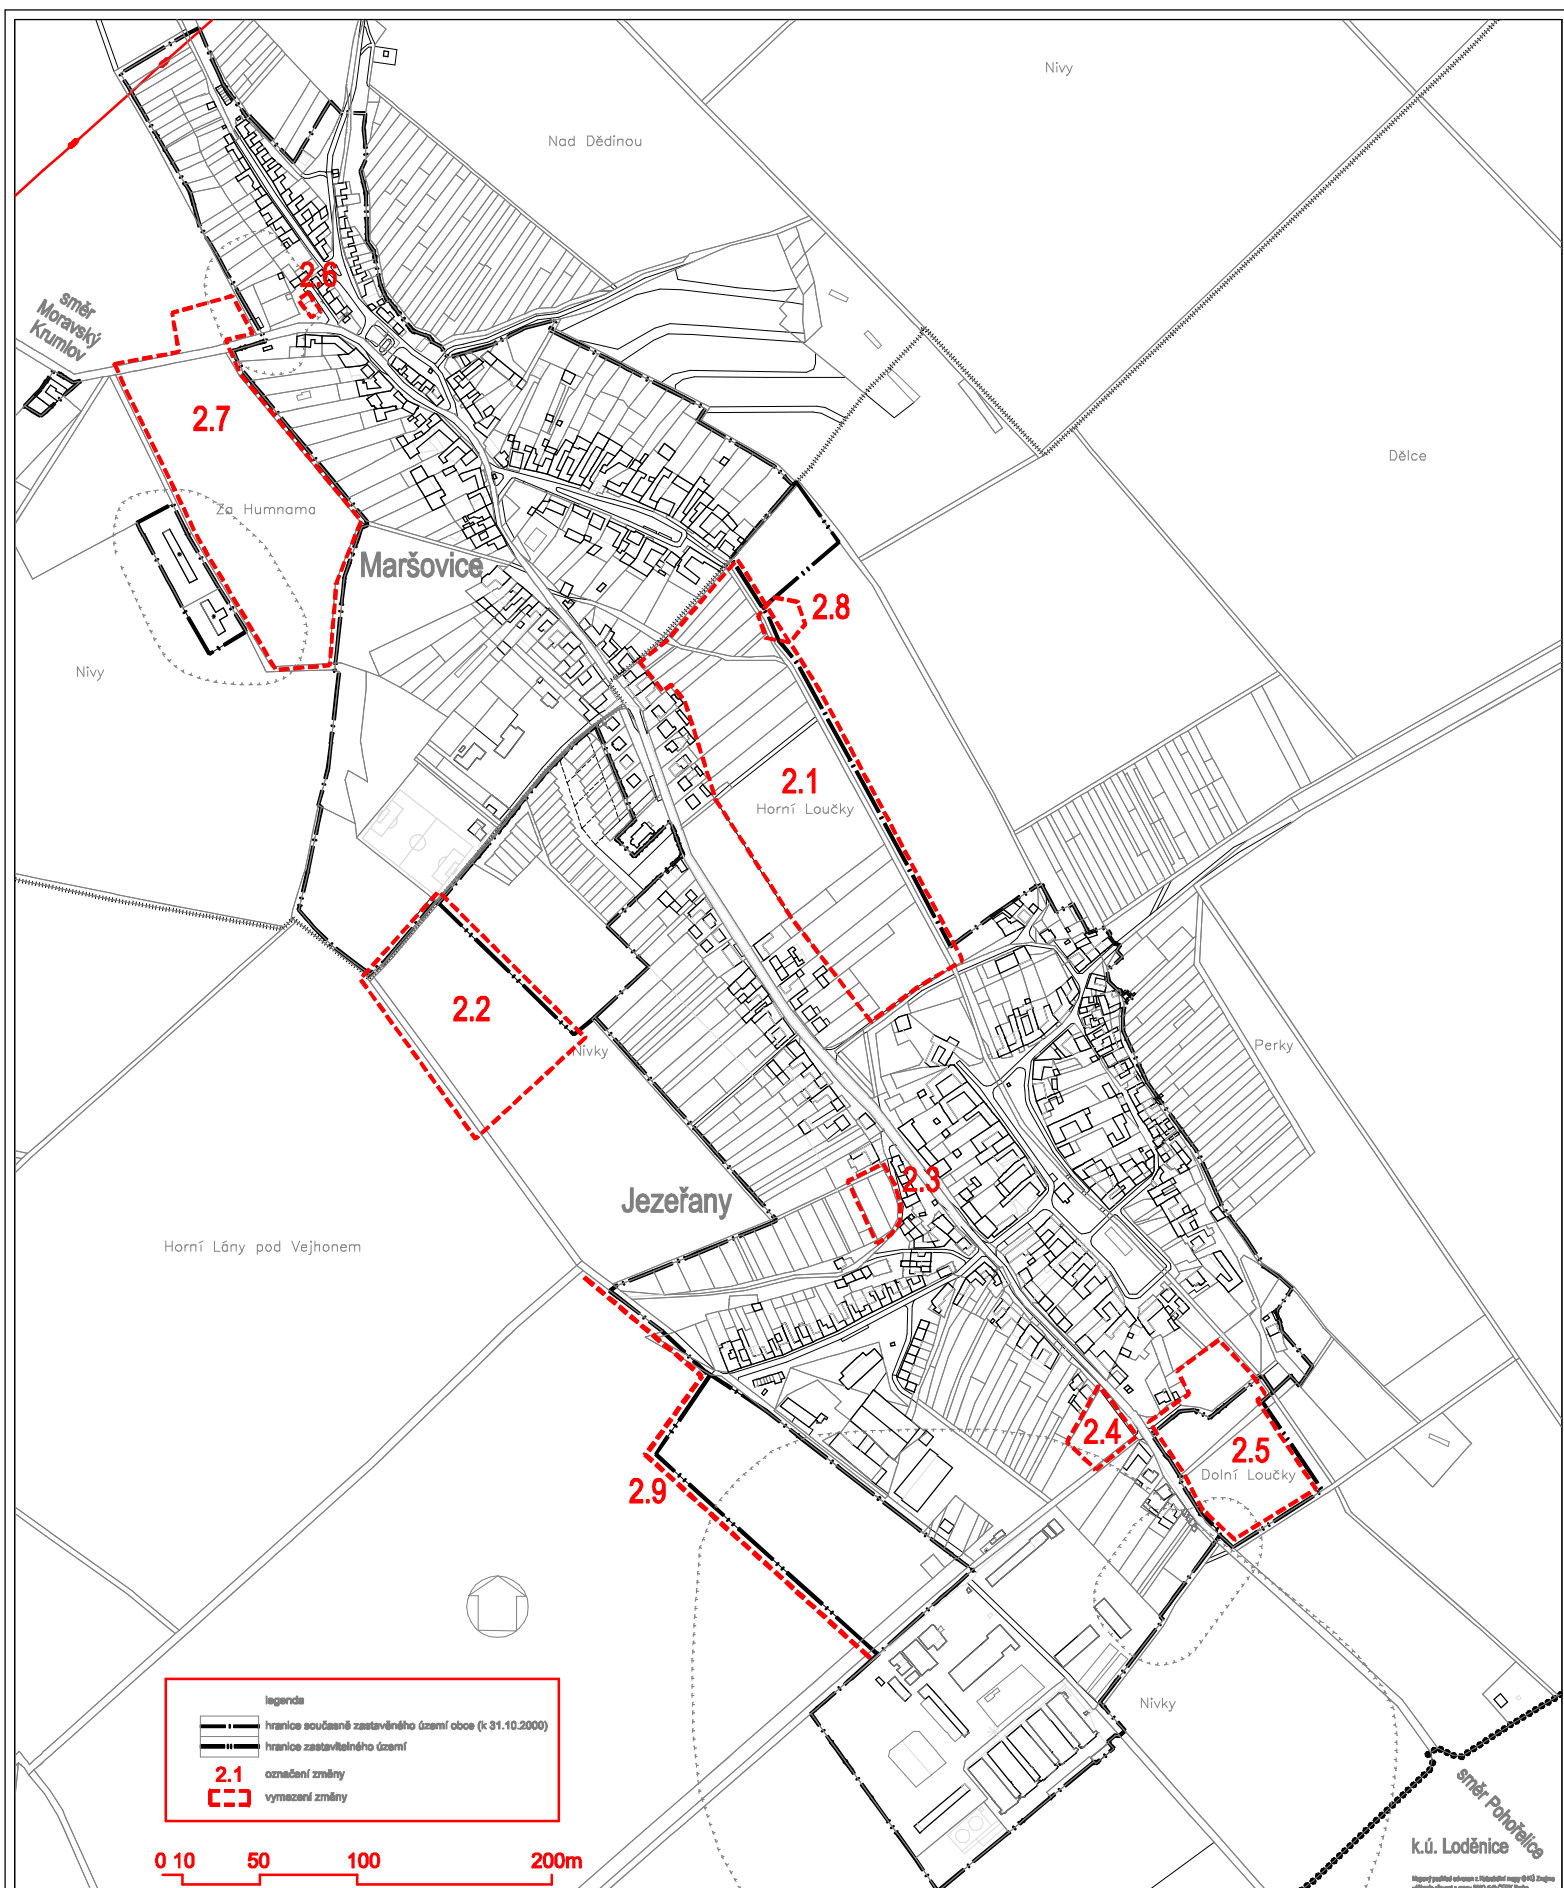 Nivy
Nad Dědinou
2.6
směr
Moravský
Krumlov
2.7
Dělce
Za Humnama
Maršovice
2.8
Nivy
2.1
Horní Loučky
2.2
Nivky
Perky
2.3
Jezeřany
Horní Lány pod Vejhonem
2.4
2.5
Dolní Loučky
2.9
Nivky
legenda
hranice současně zastavěného území obce (k 31.10.2000)
hranice zastavitelného území
2.1 označení změny
vymezení změny
0 10 50 100 200m
směr Pohořelice
k.ú. Loděnice